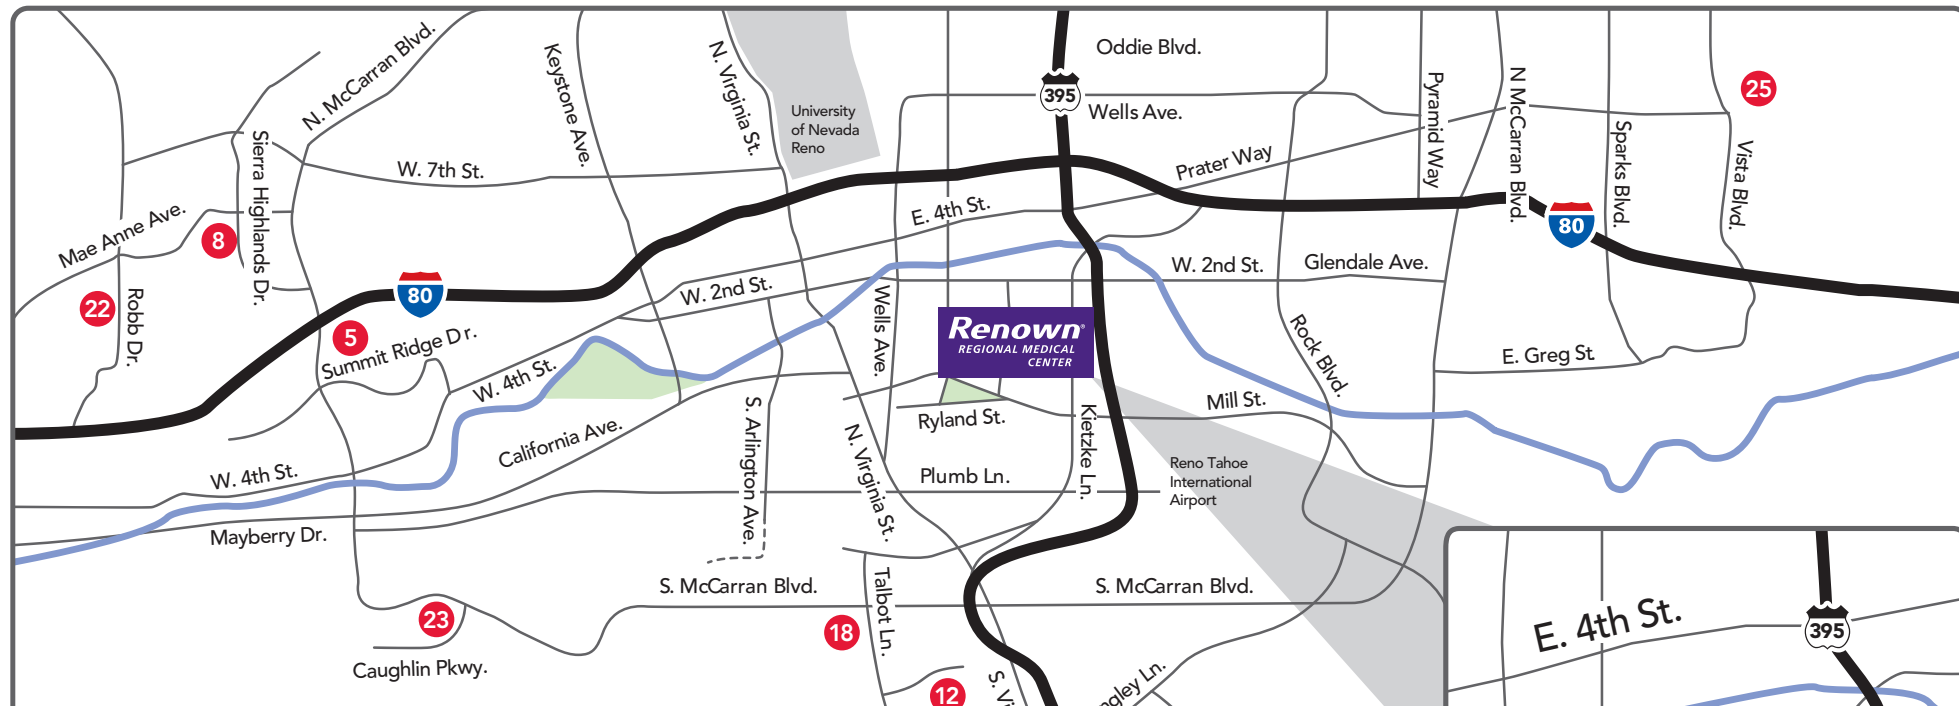 Oddie Blvd.
N. McCarran Blvd.
Keystone Ave.
N. Virginia St.
University
of Nevada
Reno
395
Wells Ave.
Pyramid Way
N McCarran Blvd.
Sparks Blvd.
Vista Blvd.
25
Sierra Highlands Dr.
W. 7th St.
Prater Way
Mae Anne Ave.
8
E. 4th St.
80
22
Robb Dr.
80
W. 2nd St.
W. 2nd St.
Glendale Ave.
5
Summit Ridge Dr.
Wells Ave.
Renown®
REGIONAL MEDICAL
CENTER
Rock Blvd.
E. Greg St
W. 4th St.
S. Arlington Ave.
Ryland St.
Kietzke Ln.
Mill St.
California Ave.
N. Virginia St.
W. 4th St.
Plumb Ln.
Reno Tahoe
International
Airport
Mayberry Dr.
S. McCarran Blvd.
Talbot Ln.
S. McCarran Blvd.
23
18
Caughlin Pkwy.
12
E. 4th St.
395